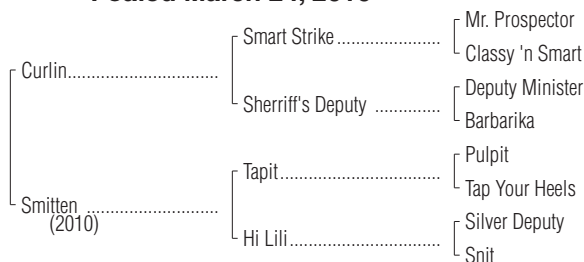 Foaled March 24,
Mr. Prospector
Smart Strike
Classy 'n Smart
Curlin
Deputy Minister
Sherriff's Deputy
Barbarika
Pulpit
Tapit
Tap Your Heels
Smitten
(2010)
Silver Deputy
Hi Lili
Snit